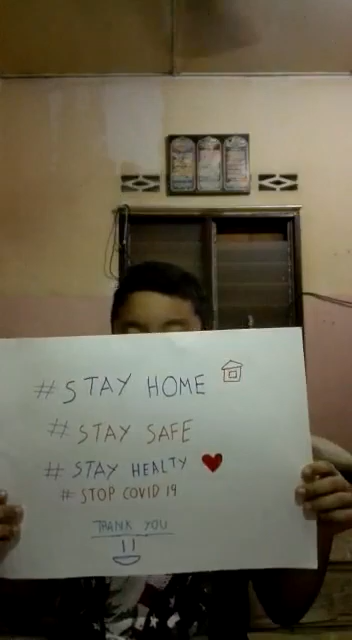 # STAY HOME
# STAY SAFE
# STAY HEALTY
# STOP COVID 19
THANK YOU